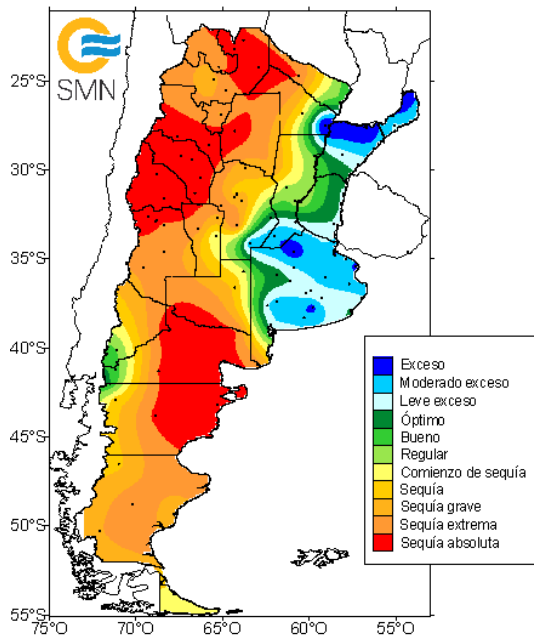 SMN
25°S
30°S
35°S
40°S
45°S
50°S
55°S
75°O 70°O 65°O 60°O 55°O
Exceso
Moderado exceso
Leve exceso
Óptimo
Bueno
Regular
Comienzo de sequía
Sequía
Sequía grave
Sequía extrema
Sequía absoluta